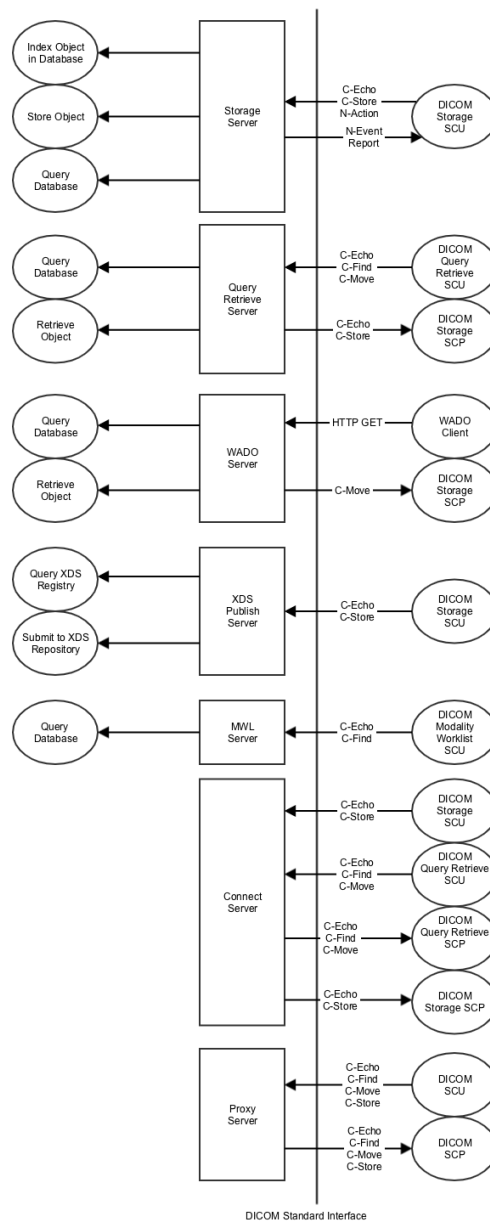 Index Object
in Database
Store Object
Query
Database
Storage
Server
C-Echo
C-Store
N-Action
N-Event
Report
DICOM
Storage
SCU
Query
Database
Retrieve
Object
Query
Retrieve
Server
C-Echo
C-Find
C-Move
C-Echo
C-Store
DICOM
Query
Retrieve
SCU
DICOM
Storage
SCP
Query
Database
Retrieve
Object
WADO
Server
HTTP GET
C-Move
WADO
Client
DICOM
Storage
SCP
Query XDS
Registry
Submit to XDS
Repository
XDS
Publish
Server
C-Echo
C-Store
DICOM
Storage
SCU
Query
Database
MWL
Server
C-Echo
C-Find
DICOM
Modality
Worklist
SCU
Connect
Server
C-Echo
C-Store
C-Echo
C-Find
C-Move
C-Echo
C-Find
C-Move
C-Echo
C-Store
DICOM
Storage
SCU
DICOM
Query Retrieve
SCU
DICOM
Query Retrieve
SCP
DICOM
Storage SCP
Proxy
Server
C-Echo
C-Find
C-Move
C-Store
C-Echo
C-Find
C-Move
C-Store
DICOM
SCU
DICOM
SCP
DICOM Standard Interface